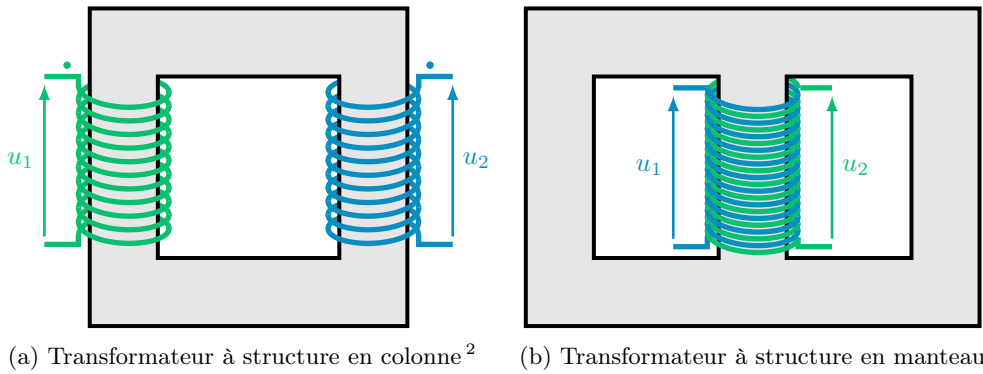 u₁
u₂
u₁
u₂
(a) Transformateur à structure en colonne ²
(b) Transformateur à structure en manteau